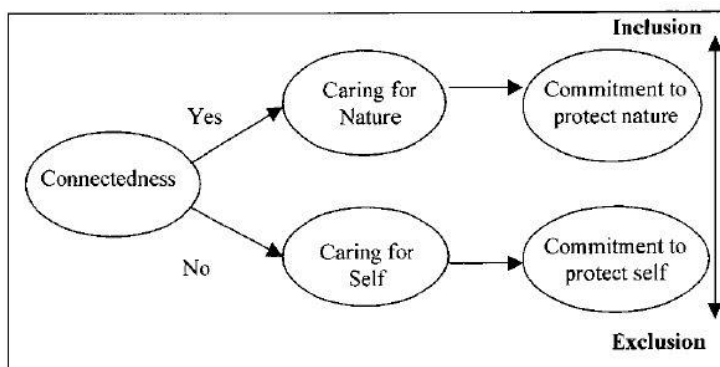 Inclusion
Caring for
Nature
Commitment to
protect nature
Yes
Connectedness
No
Caring for
Self
Commitment to
protect self
Exclusion